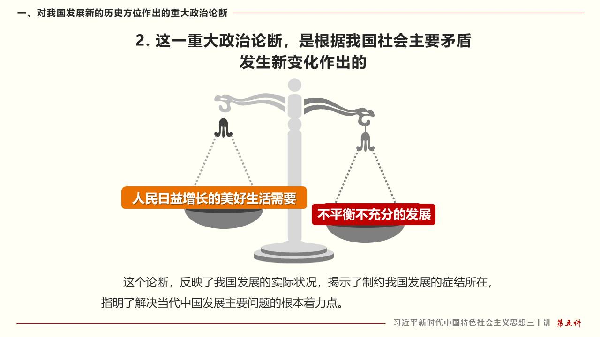 一、对我国发展新的历史方位作出的重大政治论断
2. 这一重大政治论断，是根据我国社会主要矛盾
发生新变化作出的
人民日益增长的美好生活需要
不平衡不充分的发展
这个论断，反映了我国发展的实际状况，揭示了制约我国发展的症结所在，
指明了解决当代中国发展主要问题的根本着力点。
习近平新时代中国特色社会主义思想三十讲 第五讲